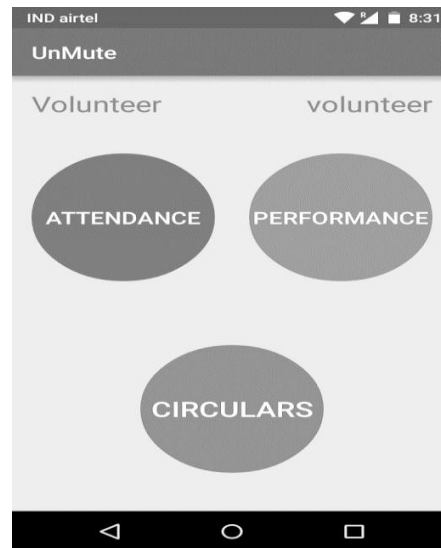 IND airtel R 8:31
UnMute
Volunteer volunteer
ATTENDANCE PERFORMANCE
CIRCULARS